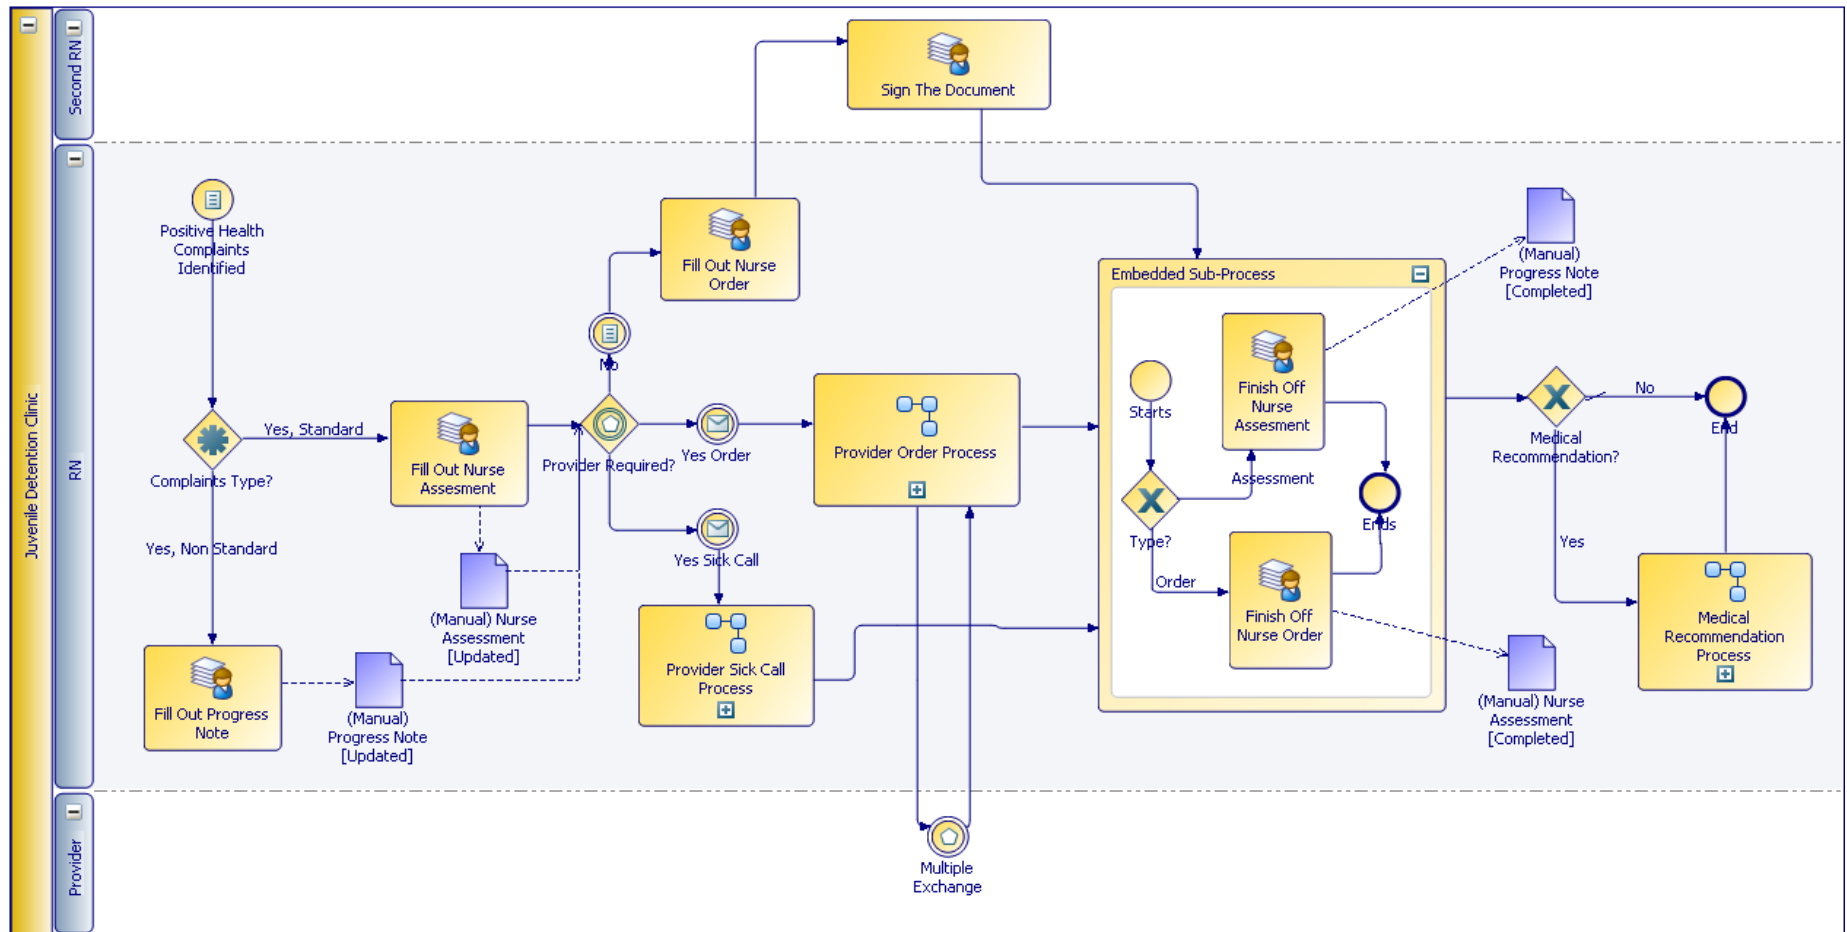 Juvenile Detention Clinic
Second RN
Sign The Document
RN
Positive Health
Complaints
Identified
Complaints Type?
Yes, Standard
Yes, Non Standard
Fill Out Nurse
Assesment
(Manual) Nurse
Assessment
[Updated]
Fill Out Progress
Note
(Manual)
Progress Note
[Updated]
Provider Required?
No
Fill Out Nurse
Order
Yes Order
Provider Order Process
Yes Sick Call
Provider Sick Call
Process
Embedded Sub-Process
Starts
Type?
Assessment
Finish Off
Nurse
Assesment
Order
Finish Off
Nurse Order
Ends
(Manual)
Progress Note
[Completed]
(Manual) Nurse
Assessment
[Completed]
Medical
Recommendation?
No
End
Yes
Medical
Recommendation
Process
Provider
Multiple
Exchange